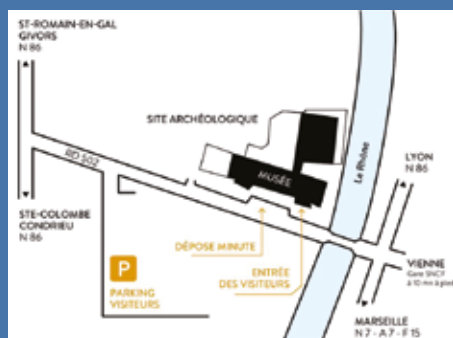 ST-ROMAIN-EN-GAL
GIVORS
N 86
SITE ARCHÉOLOGIQUE
RD 502
MUSÉE
Le Rhône
LYON
N 86
STE-COLOMBE
CONDRIEU
N 86
DÉPOSE MINUTE
P
PARKING
VISITEURS
ENTRÉE
DES VISITEURS
VIENNE
Gare SNCF
à 10 mn à pied
MARSEILLE
N 7 - A 7 - F 15